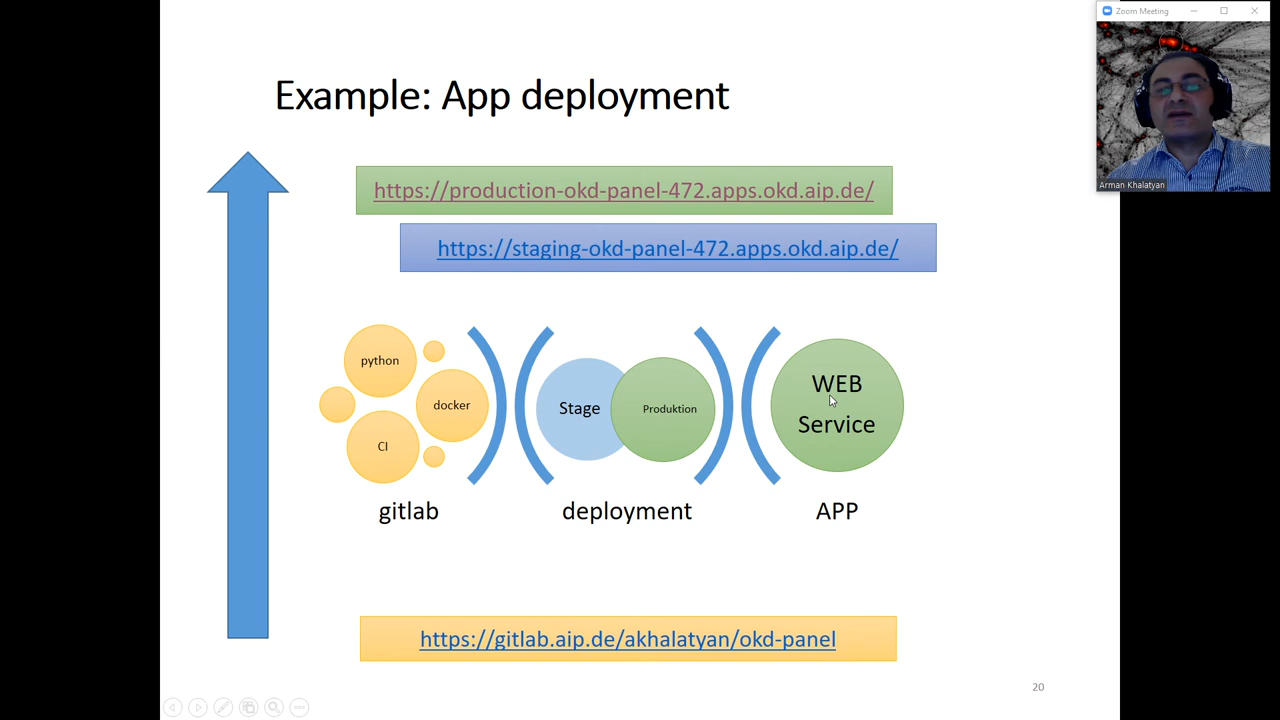 Zoom Meeting
Example: App deployment
Arman Khalatyan
https://production-okd-panel-472.apps.okd.aip.de/
https://staging-okd-panel-472.apps.okd.aip.de/
python
docker
CI
Stage
Produktion
WEB
Service
gitlab
deployment
APP
https://gitlab.aip.de/akhalatyan/okd-panel
20